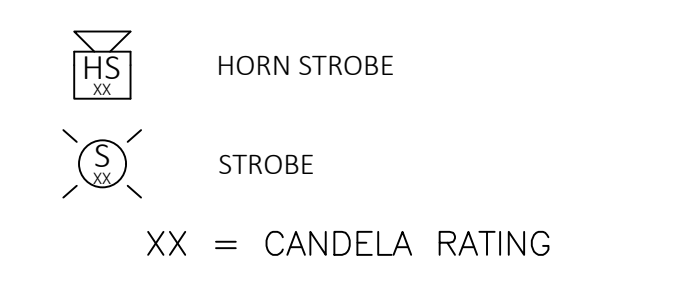 HS HORN STROBE
XX
S STROBE
XX
XX = CANDELA RATING